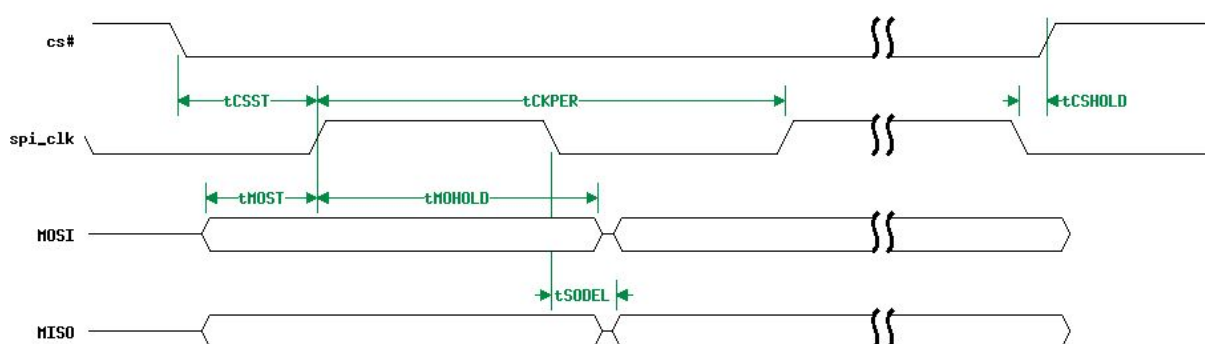 cs#
tCSST
tCKPER
tCSHOLD
spi_clk
tMOST
tMOHOLD
MOSI
tSODEL
MISO